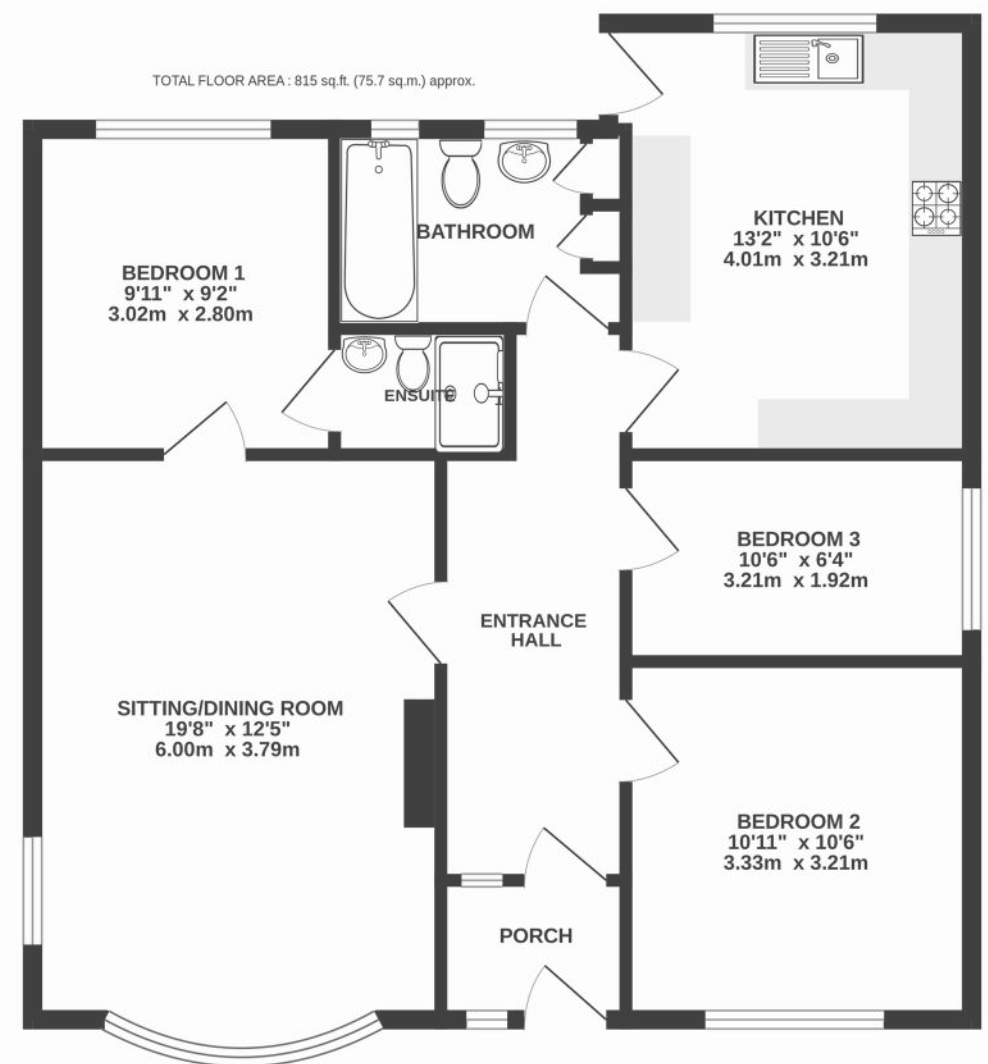 TOTAL FLOOR AREA : 815 sq.ft. (75.7 sq.m.) approx.
KITCHEN
13'2" x 10'6"
4.01m x 3.21m
BATHROOM
BEDROOM 1
9'11" x 9'2"
3.02m x 2.80m
ENSUITE
BEDROOM 3
10'6" x 6'4"
3.21m x 1.92m
ENTRANCE
HALL
SITTING/DINING ROOM
19'8" x 12'5"
6.00m x 3.79m
BEDROOM 2
10'11" x 10'6"
3.33m x 3.21m
PORCH